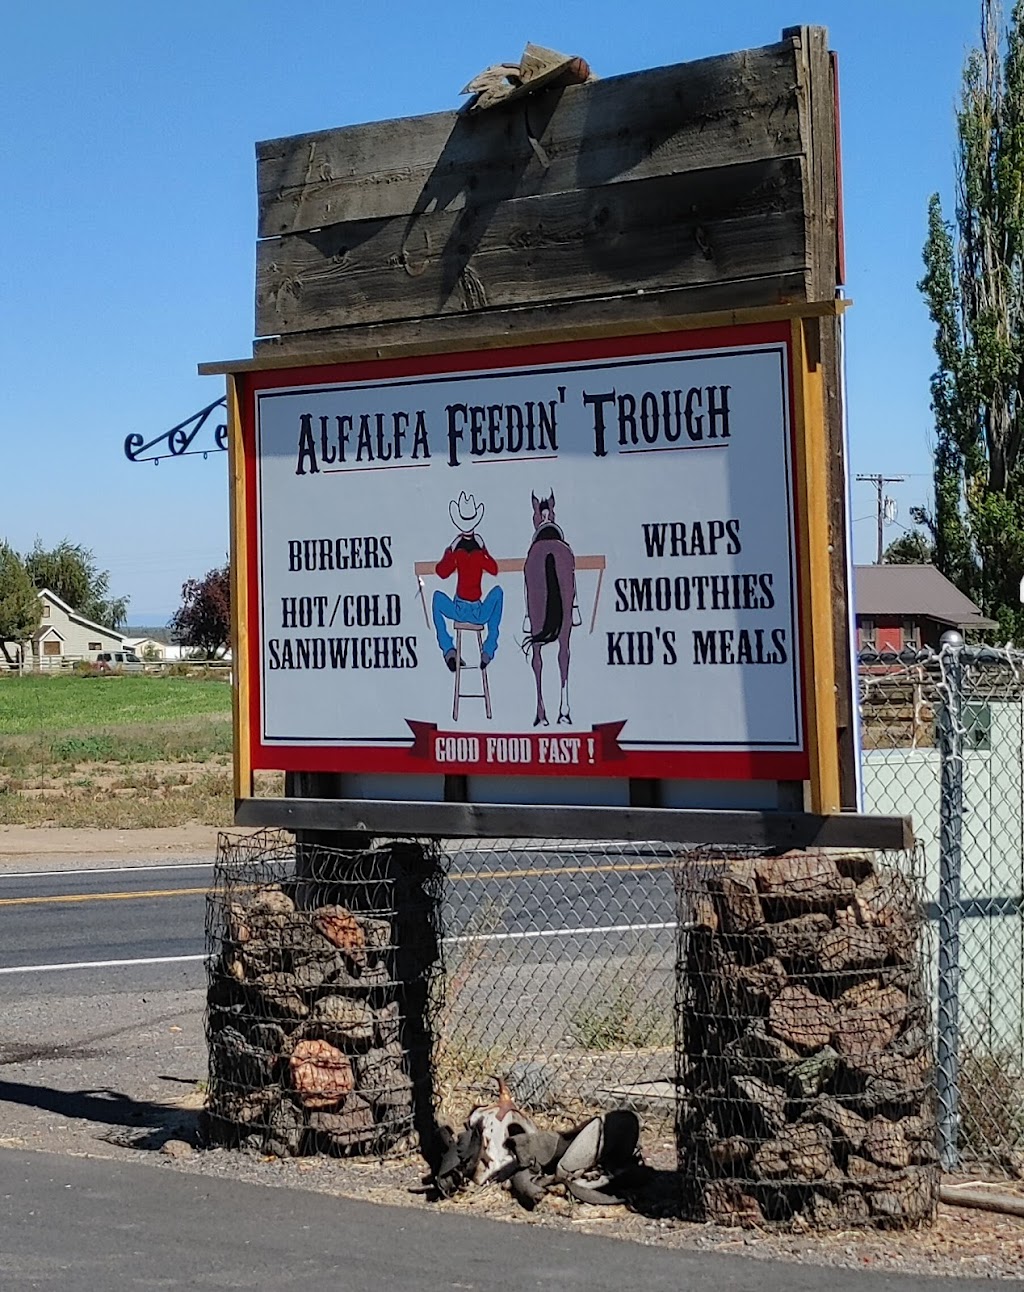 ALFALFA FEEDIN' TROUGH
BURGERS
HOT/COLD
SANDWICHES
WRAPS
SMOOTHIES
KID'S MEALS
GOOD FOOD FAST !